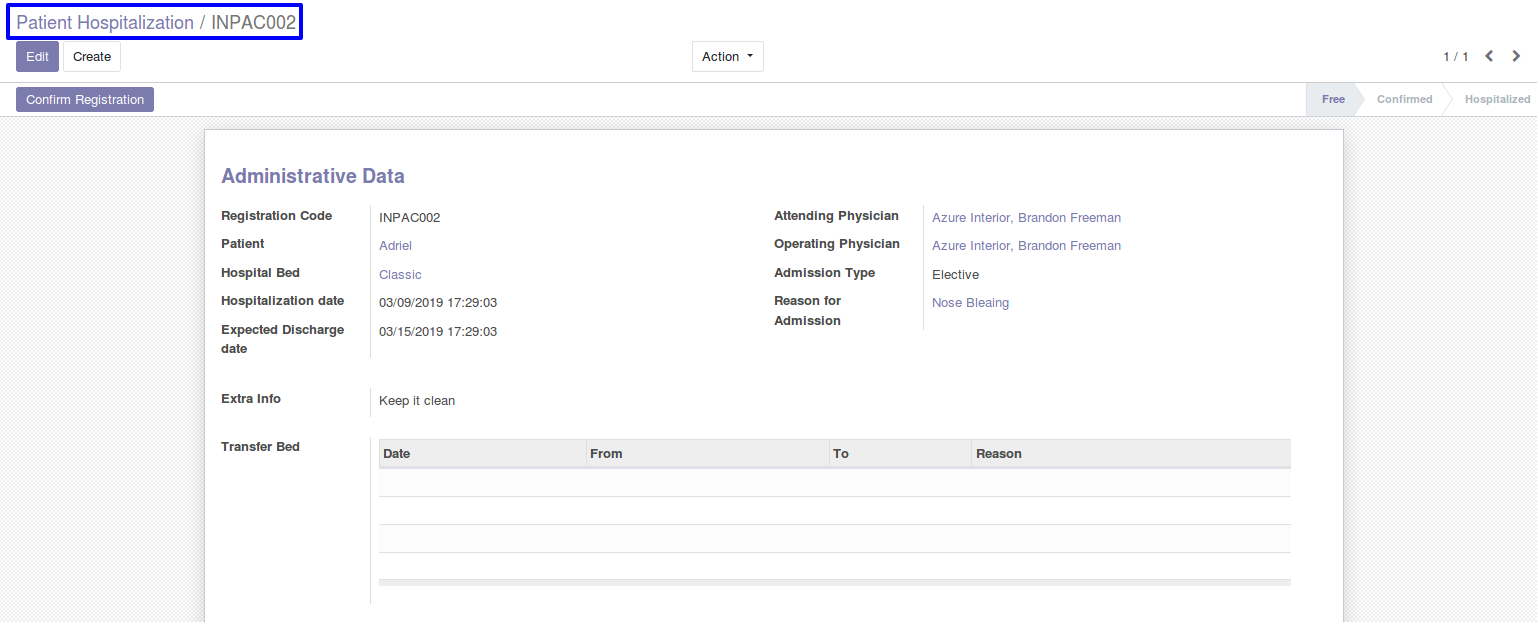 Patient Hospitalization / INPAC002
Edit Create Action 1 / 1
Confirm Registration Free Confirmed Hospitalized
Administrative Data
Registration Code INPAC002
Patient Adriel
Hospital Bed Classic
Hospitalization date 03/09/2019 17:29:03
Expected Discharge date 03/15/2019 17:29:03
Attending Physician Azure Interior, Brandon Freeman
Operating Physician Azure Interior, Brandon Freeman
Admission Type Elective
Reason for Admission Nose Bleaing
Extra Info Keep it clean
Transfer Bed
Date From To Reason